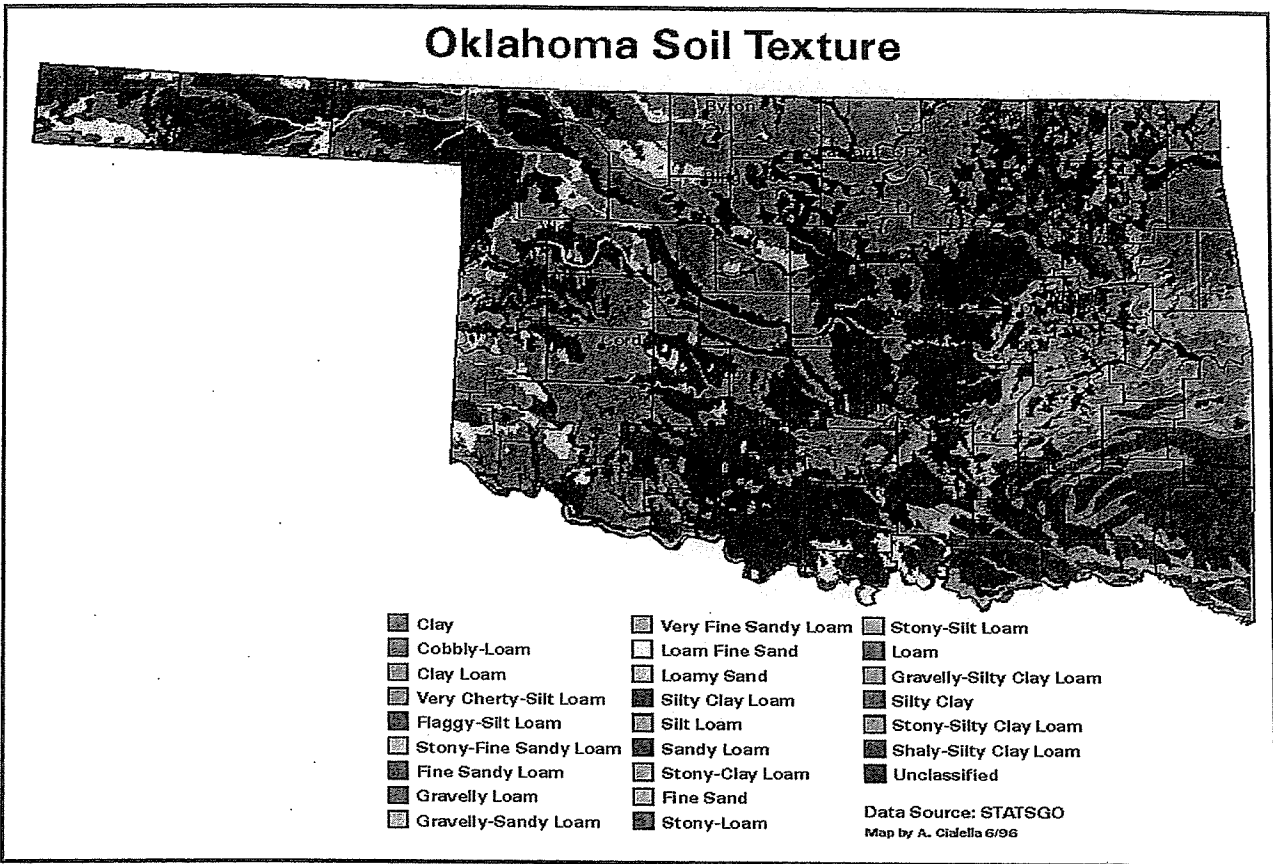 Oklahoma Soil Texture
Byron
Clay
Cobbly-Loam
Clay Loam
Very Cherty-Silt Loam
Flaggy-Silt Loam
Stony-Fine Sandy Loam
Fine Sandy Loam
Gravelly Loam
Gravelly-Sandy Loam
Very Fine Sandy Loam
Loam Fine Sand
Loamy Sand
Silty Clay Loam
Silt Loam
Sandy Loam
Stony-Clay Loam
Fine Sand
Stony-Loam
Stony-Silt Loam
Loam
Gravelly-Silty Clay Loam
Silty Clay
Stony-Silty Clay Loam
Shaly-Silty Clay Loam
Unclassified
Data Source: STATSGO
Map by A. Cialella 6/96